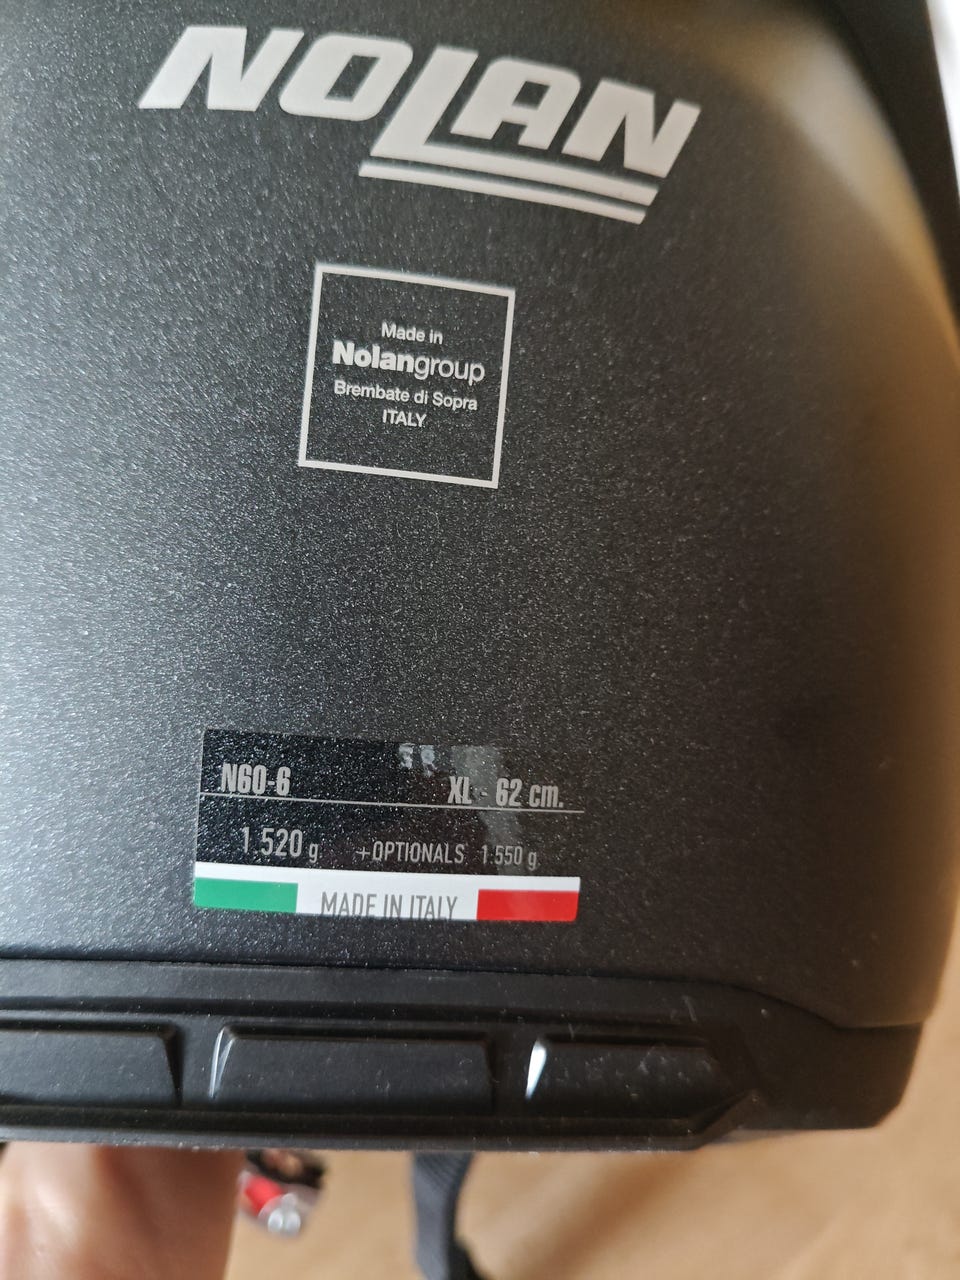 NOLAN
Made in
Nolangroup
Brembate di Sopra
ITALY
N60-6 XL - 62 cm.
1.520 g +OPTIONALS 1.550 g
MADE IN ITALY